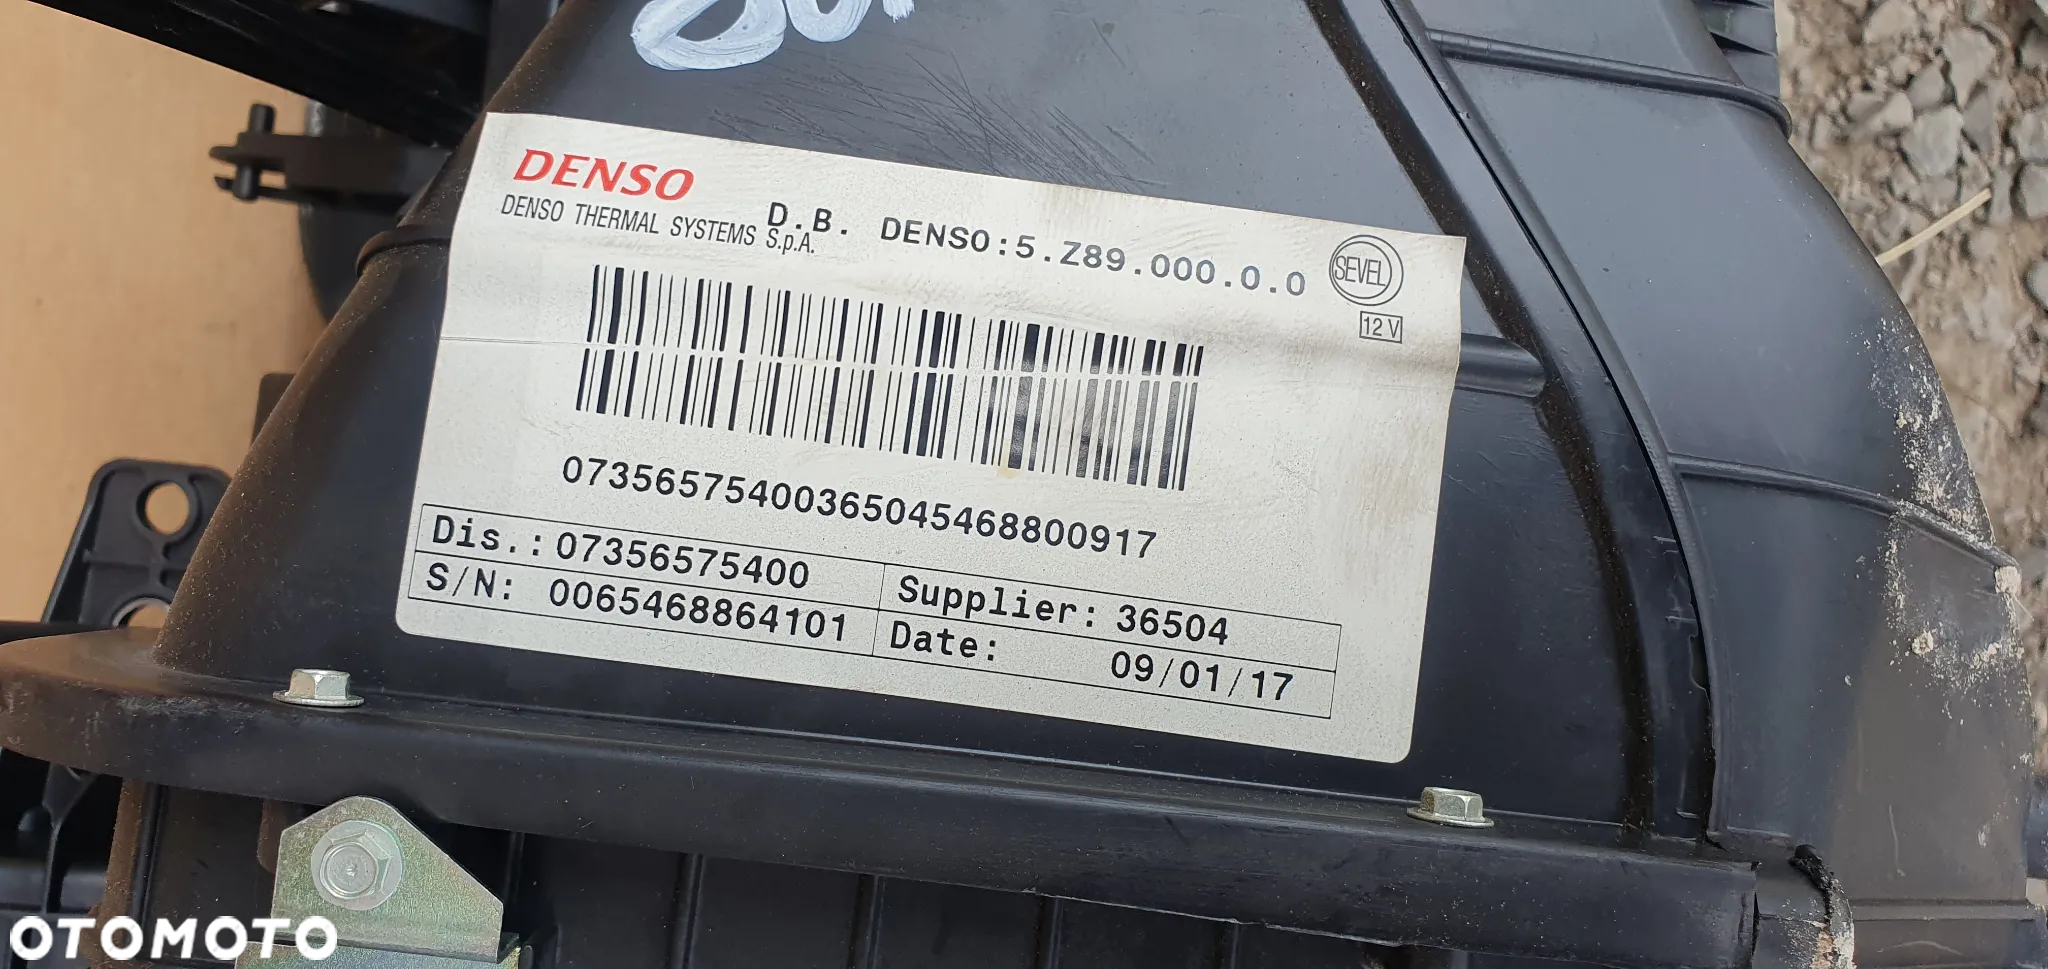 DENSO
DENSO THERMAL SYSTEMS S.p.A.
D.B. DENSO:5.Z89.000.0.0
SEVEL
12 V
07356575400365045468800917
Dis.:07356575400
Supplier: 36504
S/N: 0065468864101
Date: 09/01/17
OTOMOTO